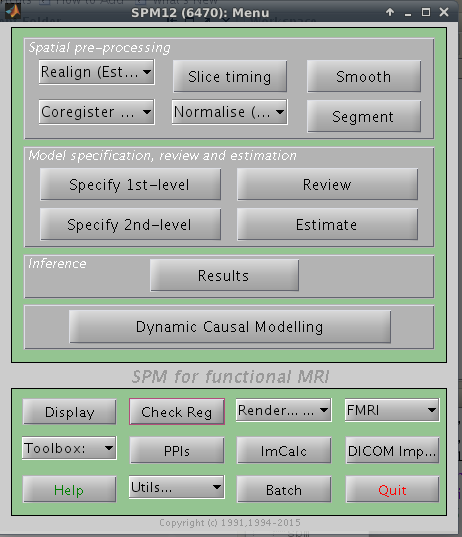 SPM12 (6470): Menu
Spatial pre-processing
Realign (Est...
Slice timing
Smooth
Coregister ...
Normalise (...
Segment
Model specification, review and estimation
Specify 1st-level
Review
Specify 2nd-level
Estimate
Inference
Results
Dynamic Causal Modelling
SPM for functional MRI
Display
Check Reg
Render... ...
FMRI
Toolbox:
PPIs
ImCalc
DICOM Imp...
Help
Utils...
Batch
Quit
Copyright (c) 1991,1994-2015